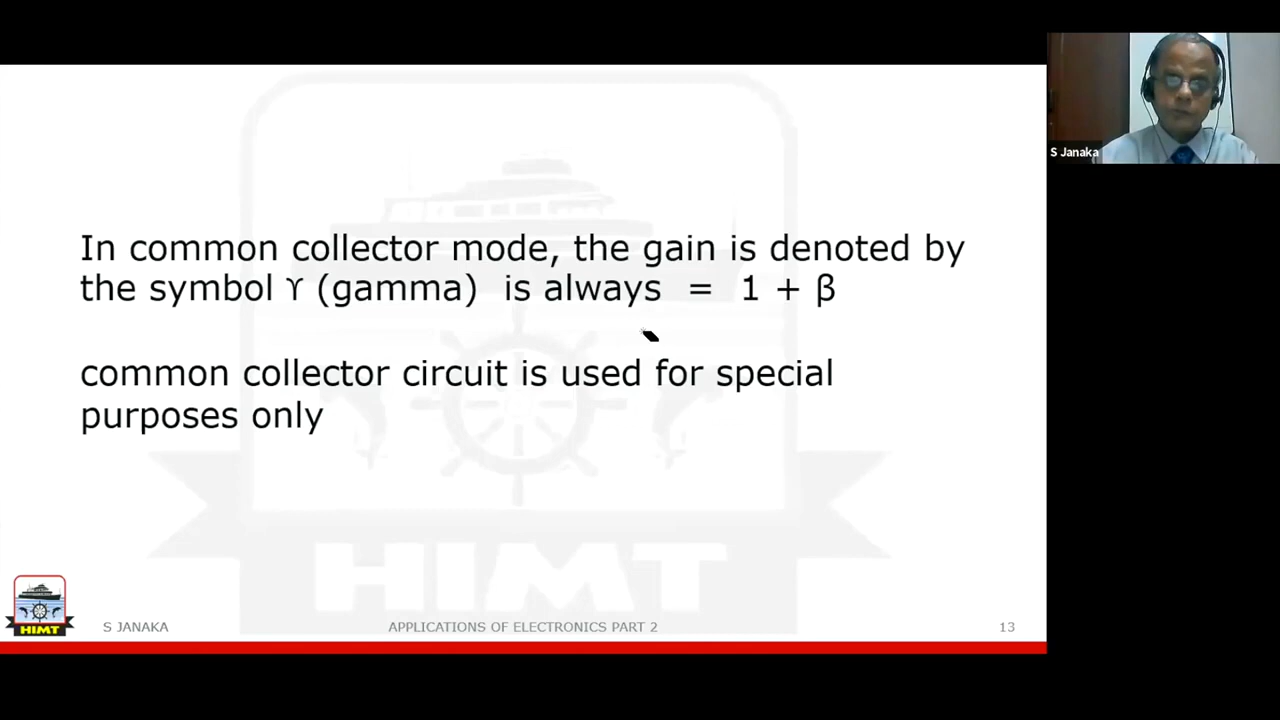 S Janaka
In common collector mode, the gain is denoted by
the symbol ϒ (gamma) is always = 1 + β
common collector circuit is used for special
purposes only
HIMT
HIMT
S JANAKA
APPLICATIONS OF ELECTRONICS PART 2
13